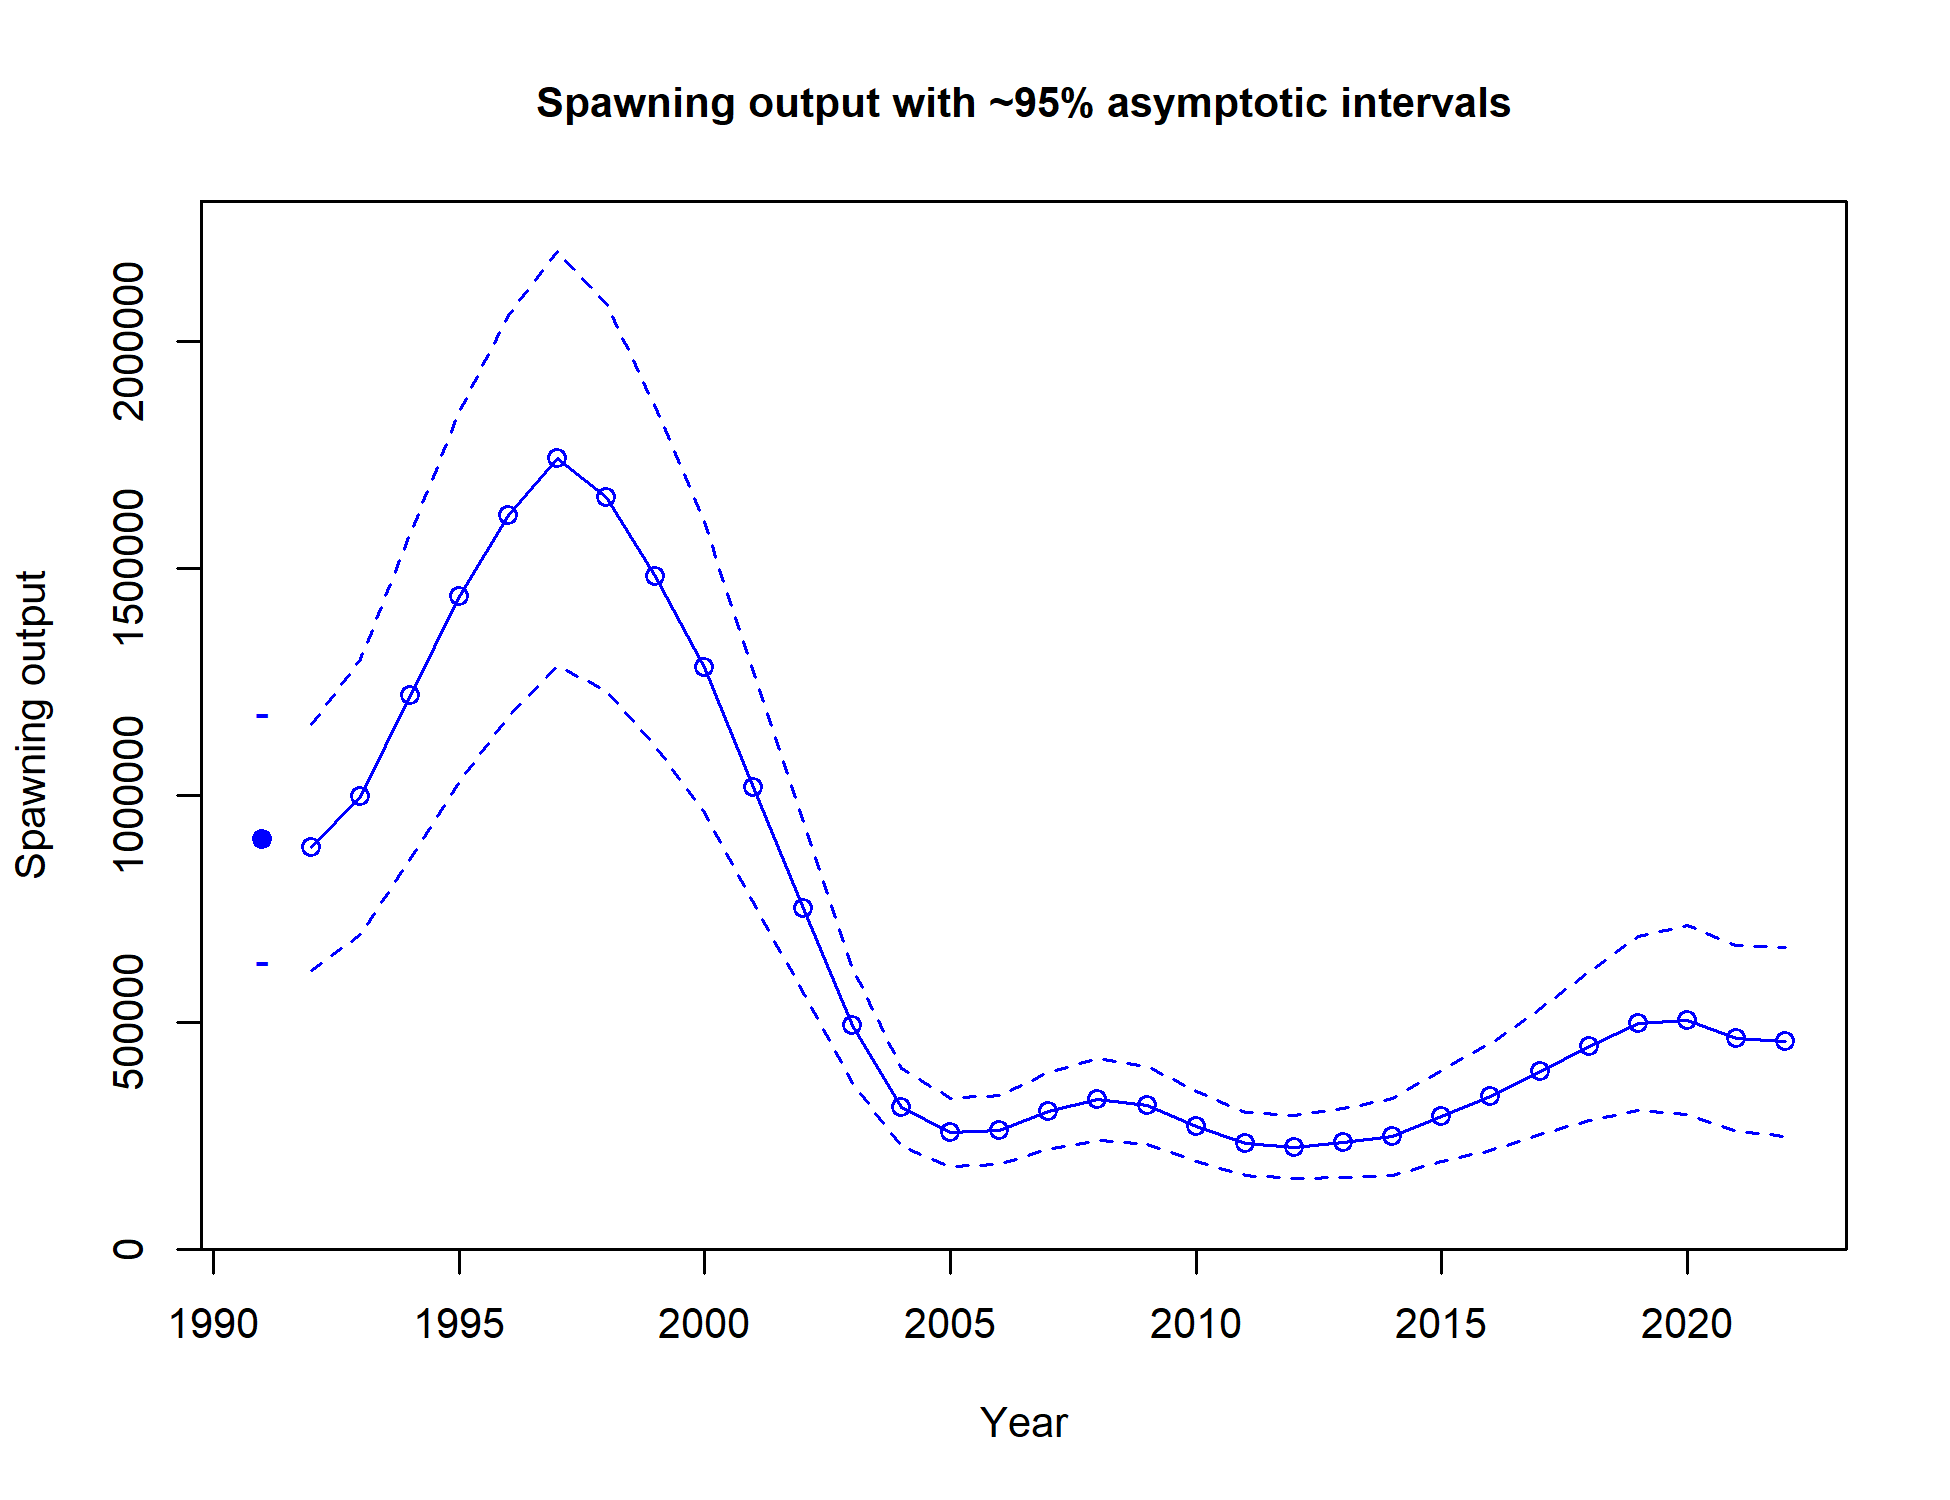 Spawning output with ~95% asymptotic intervals
Spawning output
2000000
1500000
1000000
500000
0
1990 1995 2000 2005 2010 2015 2020
Year